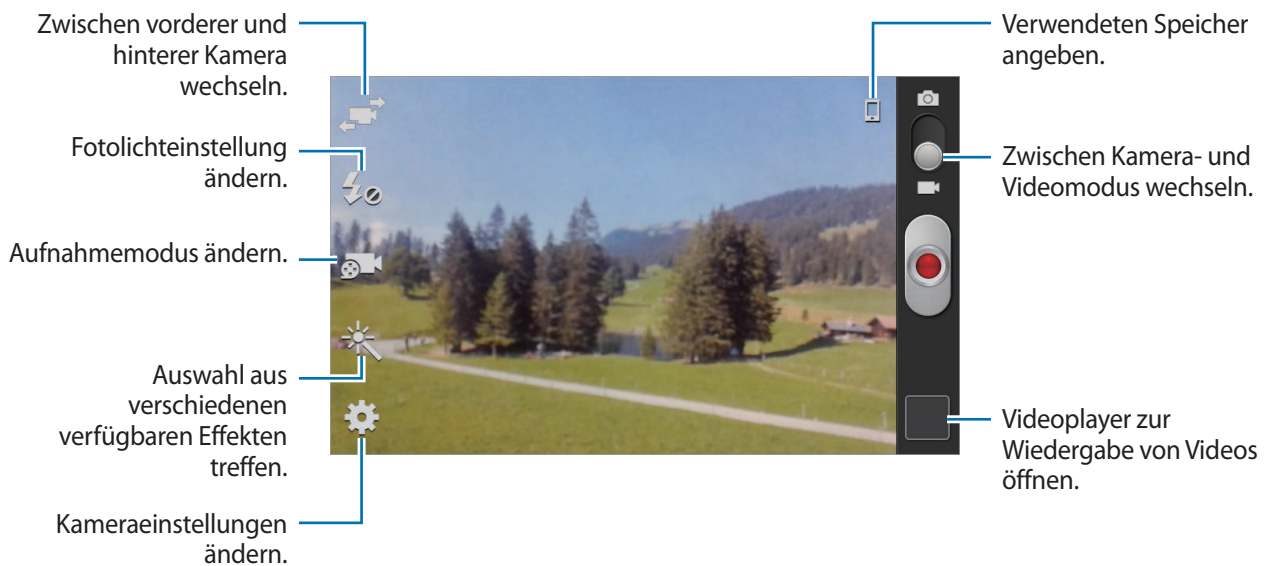 Zwischen vorderer und
hinterer Kamera
wechseln.
Fotolichteinstellung
ändern.
Aufnahmemodus ändern.
Auswahl aus
verschiedenen
verfügbaren Effekten
treffen.
Kameraeinstellungen
ändern.
Verwendeten Speicher
angeben.
Zwischen Kamera- und
Videomodus wechseln.
Videoplayer zur
Wiedergabe von Videos
öffnen.